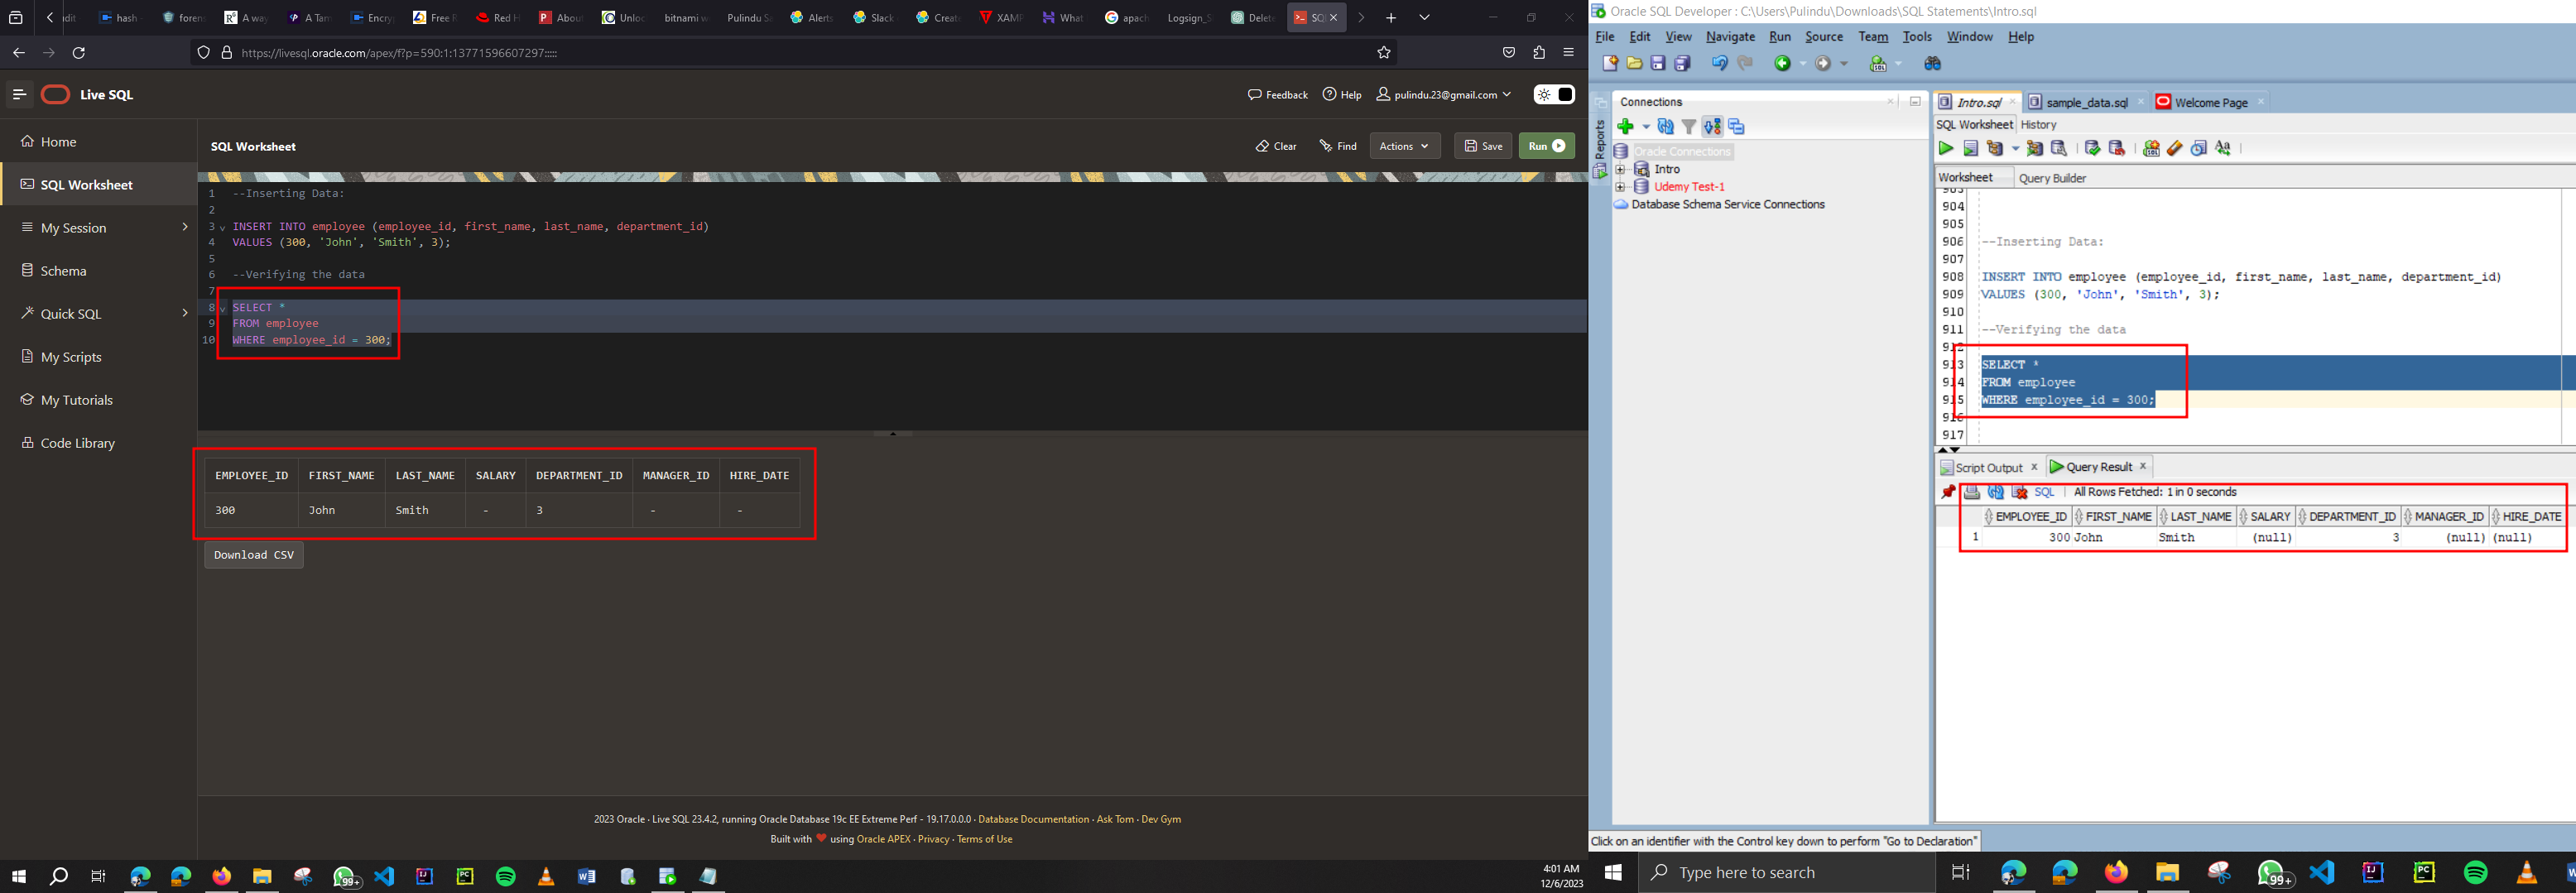 edit
hash
foren
A way
A Tam
Encry
Free R
Red H
About
Unlo
bitnami w
Pulindu S
Alerts
Slack
Create
XAMP
What
apach
Logsign_S
Delete
SQL
https://livesql.oracle.com/apex/f?p=590:1:13771596607297:::::
Live SQL
Feedback
Help
pulindu.23@gmail.com
Home
SQL Worksheet
My Session
Schema
Quick SQL
My Scripts
My Tutorials
Code Library
SQL Worksheet
Clear
Find
Actions
Save
Run
1 --Inserting Data:
2
3 INSERT INTO employee (employee_id, first_name, last_name, department_id)
4 VALUES (300, 'John', 'Smith', 3);
5
6 --Verifying the data
7
8 SELECT *
9 FROM employee
10 WHERE employee_id = 300;
EMPLOYEE_ID FIRST_NAME LAST_NAME SALARY DEPARTMENT_ID MANAGER_ID HIRE_DATE
300 John Smith - 3 - -
Download CSV
2023 Oracle · Live SQL 23.4.2, running Oracle Database 19c EE Extreme Perf - 19.17.0.0.0 · Database Documentation · Ask Tom · Dev Gym
Built with ❤ using Oracle APEX · Privacy · Terms of Use
99+
4:01 AM
12/6/2023
Oracle SQL Developer : C:\Users\Pulindu\Downloads\SQL Statements\Intro.sql
File Edit View Navigate Run Source Team Tools Window Help
Reports
Connections
Oracle Connections
Intro
Udemy Test-1
Database Schema Service Connections
Intro.sql
sample_data.sql
Welcome Page
SQL Worksheet History
Worksheet Query Builder
903
904
905
906 --Inserting Data:
907
908 INSERT INTO employee (employee_id, first_name, last_name, department_id)
909 VALUES (300, 'John', 'Smith', 3);
910
911 --Verifying the data
912
913 SELECT *
914 FROM employee
915 WHERE employee_id = 300;
916
917
Script Output x Query Result x
SQL | All Rows Fetched: 1 in 0 seconds
EMPLOYEE_ID FIRST_NAME LAST_NAME SALARY DEPARTMENT_ID MANAGER_ID HIRE_DATE
1 300 John Smith (null) 3 (null) (null)
Click on an identifier with the Control key down to perform "Go to Declaration"
Type here to search
99+